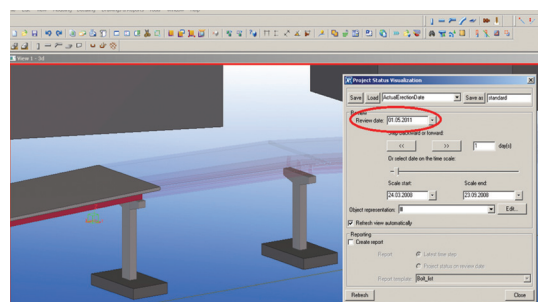 View 1 - 3d
Project Status Visualization
Save Load ActualErectionDate Save as standard
Review
Review date: 01.05.2011
Step backward or forward:
<< >> 1 day(s)
Or select date on the time scale:
Scale start: Scale end:
24.03.2008 23.09.2008
Object representation: Edit...
Refresh view automatically
Reporting
Create report
Report: Latest time step
Project status on review date
Report template: Bolt_list
Refresh Close